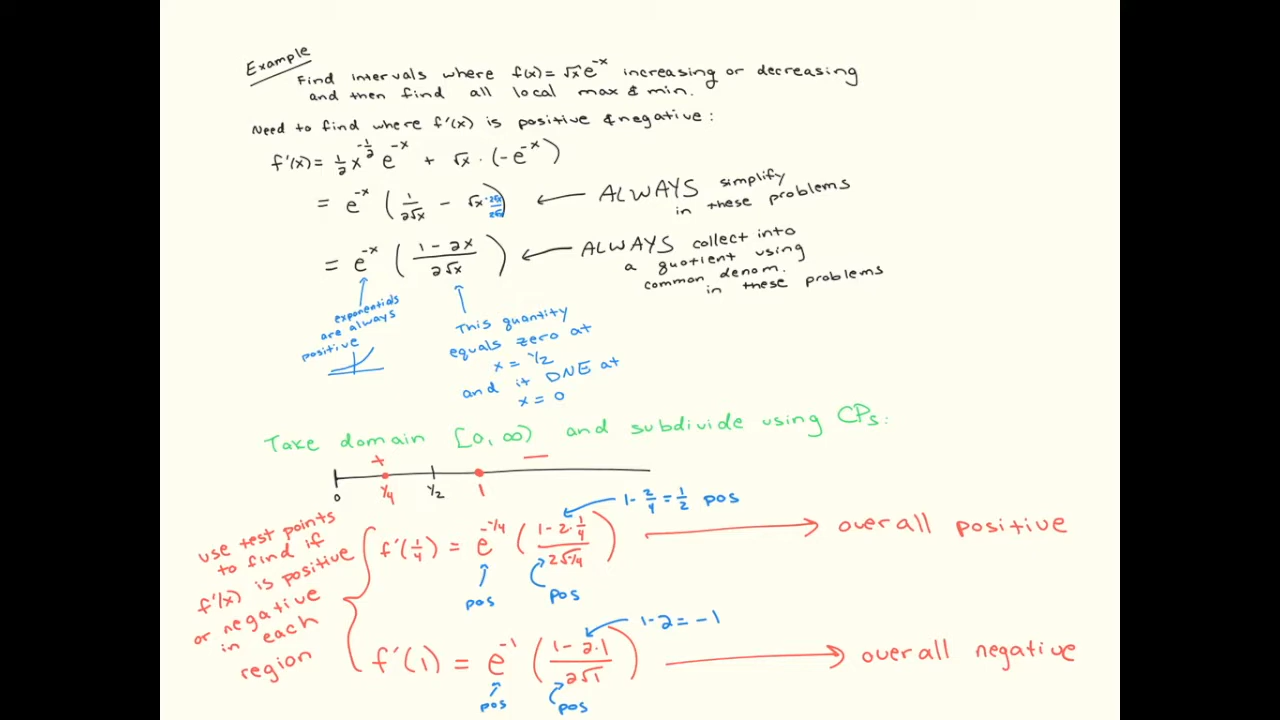 Example
Find intervals where f(x) = √x e^{-x} increasing or decreasing
and then find all local max & min.
Need to find where f'(x) is positive & negative:
f'(x) = 1/2 x^{-1/2} e^{-x} + √x · (-e^{-x})
= e^{-x} ( 1/(2√x) - √x · 2√x/2√x ) ← ALWAYS simplify
in these problems
= e^{-x} ( (1 - 2x)/(2√x) ) ← ALWAYS collect into
a quotient using
common denom.
in these problems
exponentials
are always
positive
This quantity
equals zero at
x = 1/2
and it DNE at
x = 0
Take domain [0, ∞) and subdivide using CPs:
+ —
0 1/4 1/2 1
use test points
to find if
f'(x) is positive
or negative
in each
region
1 - 2/4 = 1/2 pos
f'(1/4) = e^{-1/4} ( (1 - 2·1/4)/(2√1/4) ) → overall positive
pos pos
1-2 = -1
f'(1) = e^{-1} ( (1 - 2·1)/(2√1) ) → overall negative
pos pos